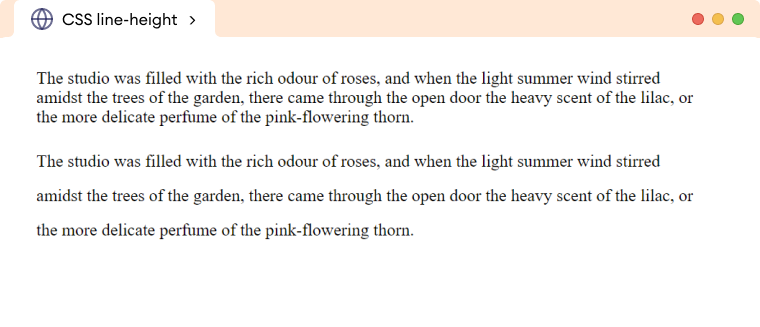 CSS line-height
The studio was filled with the rich odour of roses, and when the light summer wind stirred
amidst the trees of the garden, there came through the open door the heavy scent of the lilac, or
the more delicate perfume of the pink-flowering thorn.
The studio was filled with the rich odour of roses, and when the light summer wind stirred
amidst the trees of the garden, there came through the open door the heavy scent of the lilac, or
the more delicate perfume of the pink-flowering thorn.